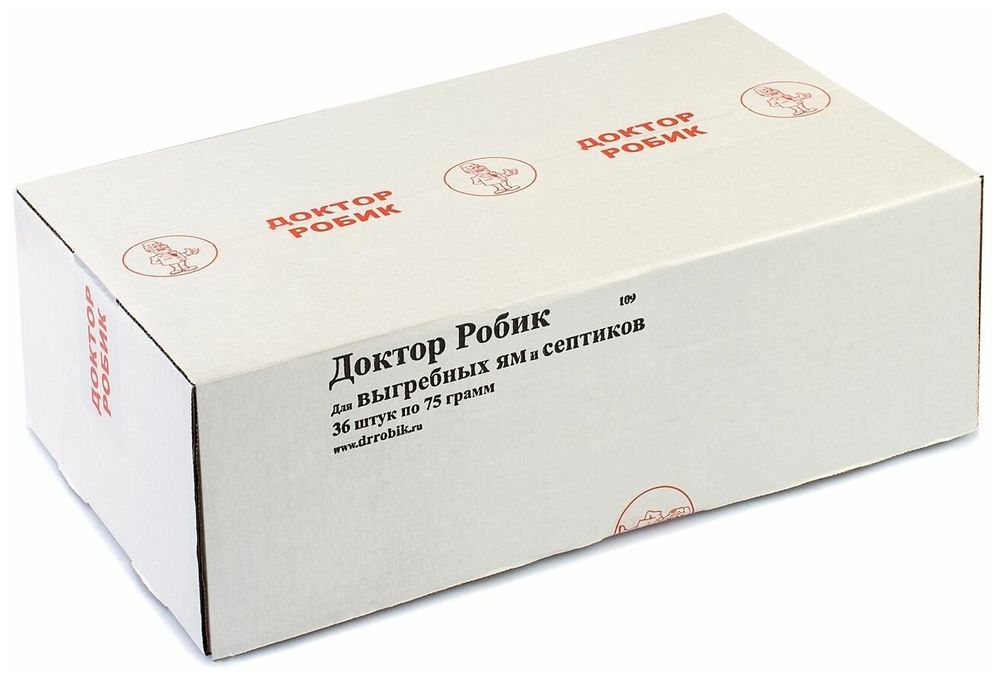 ДОКТОР
РОБИК
ДОКТОР
РОБИК
ДОКТОР
РОБИК
109
Доктор Робик
Для выгребных ям и септиков
36 штук по 75 грамм
www.drrobik.ru